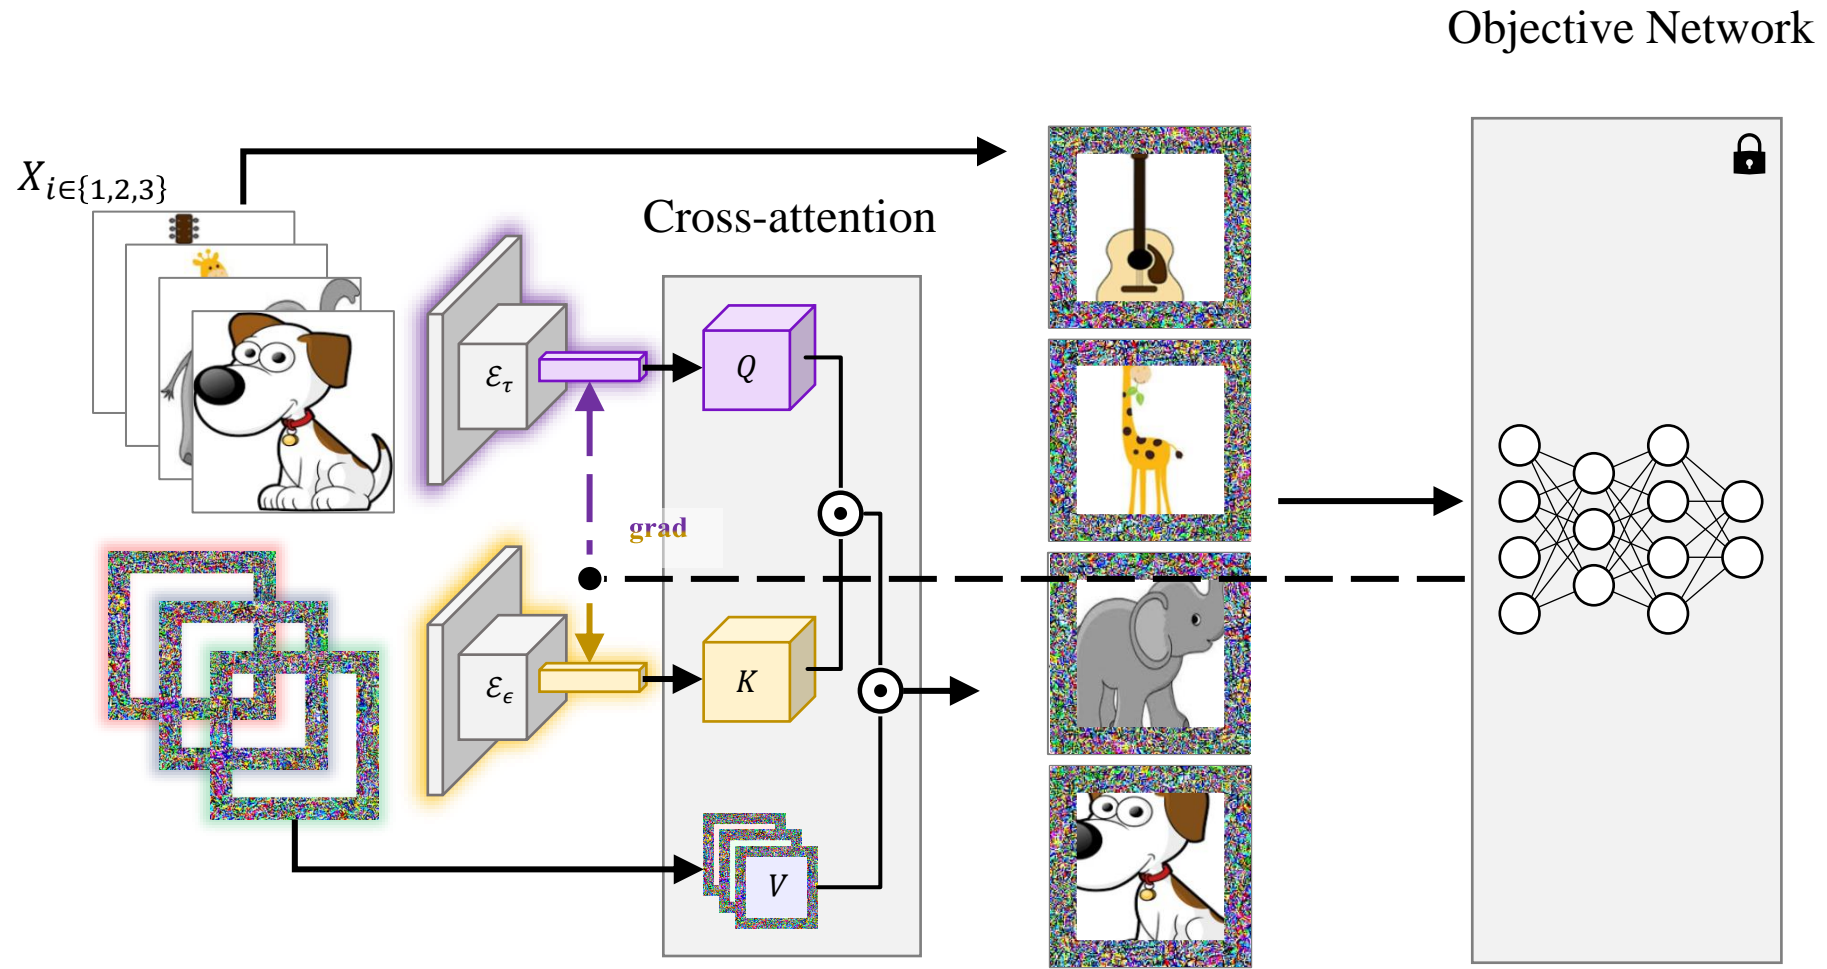 Objective Network
X_{i∈{1,2,3}}
Cross-attention
ℰ_τ
Q
grad
ℰ_ϵ
K
V